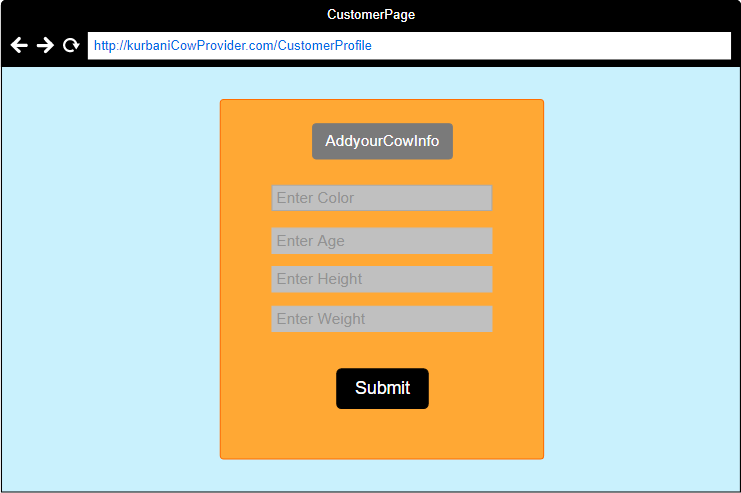 CustomerPage
http://kurbaniCowProvider.com/CustomerProfile
AddyourCowInfo
Enter Color
Enter Age
Enter Height
Enter Weight
Submit